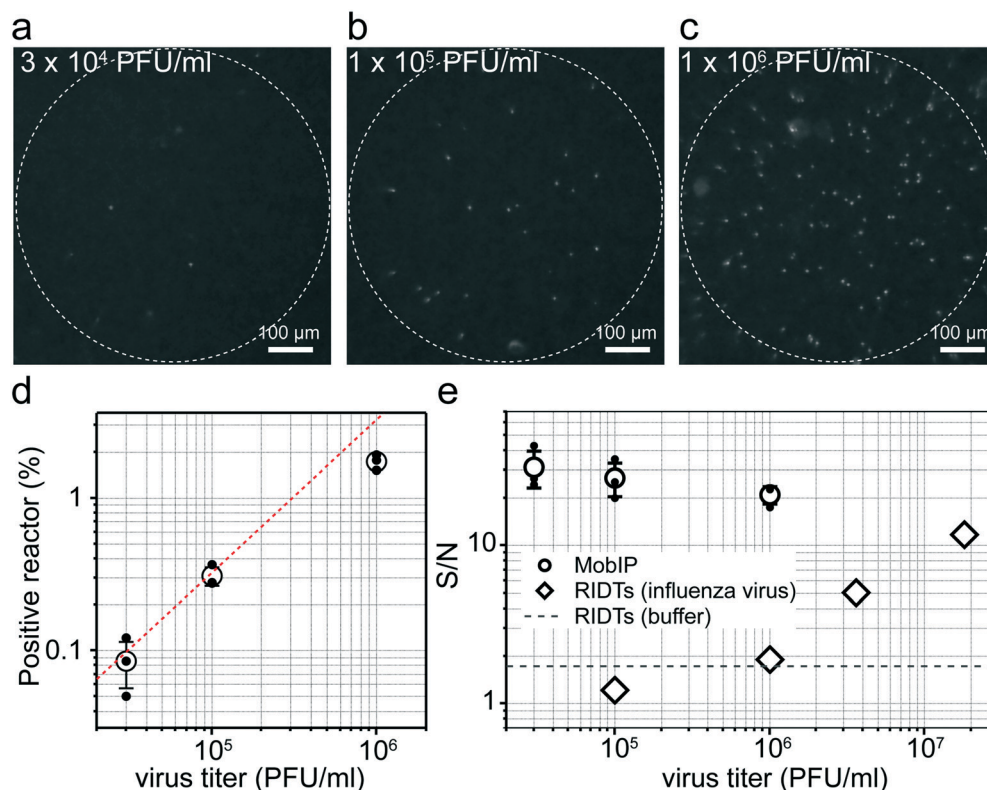 a
3 x 10⁴ PFU/ml
100 µm
b
1 x 10⁵ PFU/ml
100 µm
c
1 x 10⁶ PFU/ml
100 µm
d
Positive reactor (%)
1
0.1
10⁵
10⁶
virus titer (PFU/ml)
e
S/N
10
1
MobIP
RIDTs (influenza virus)
RIDTs (buffer)
10⁵
10⁶
10⁷
virus titer (PFU/ml)